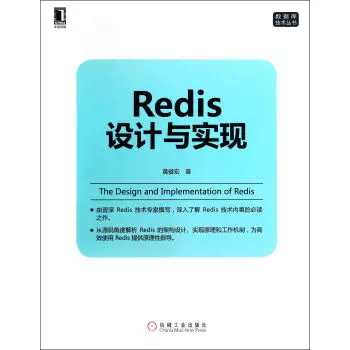 数据库
技术丛书
Redis
设计与实现
黄健宏 著
The Design and Implementation of Redis
由资深 Redis 技术专家撰写，深入了解 Redis 技术内幕的必读
之作。
从源码角度解析 Redis 的架构设计、实现原理和工作机制，为高
效使用 Redis 提供原理性指导。
机械工业出版社
China Machine Press